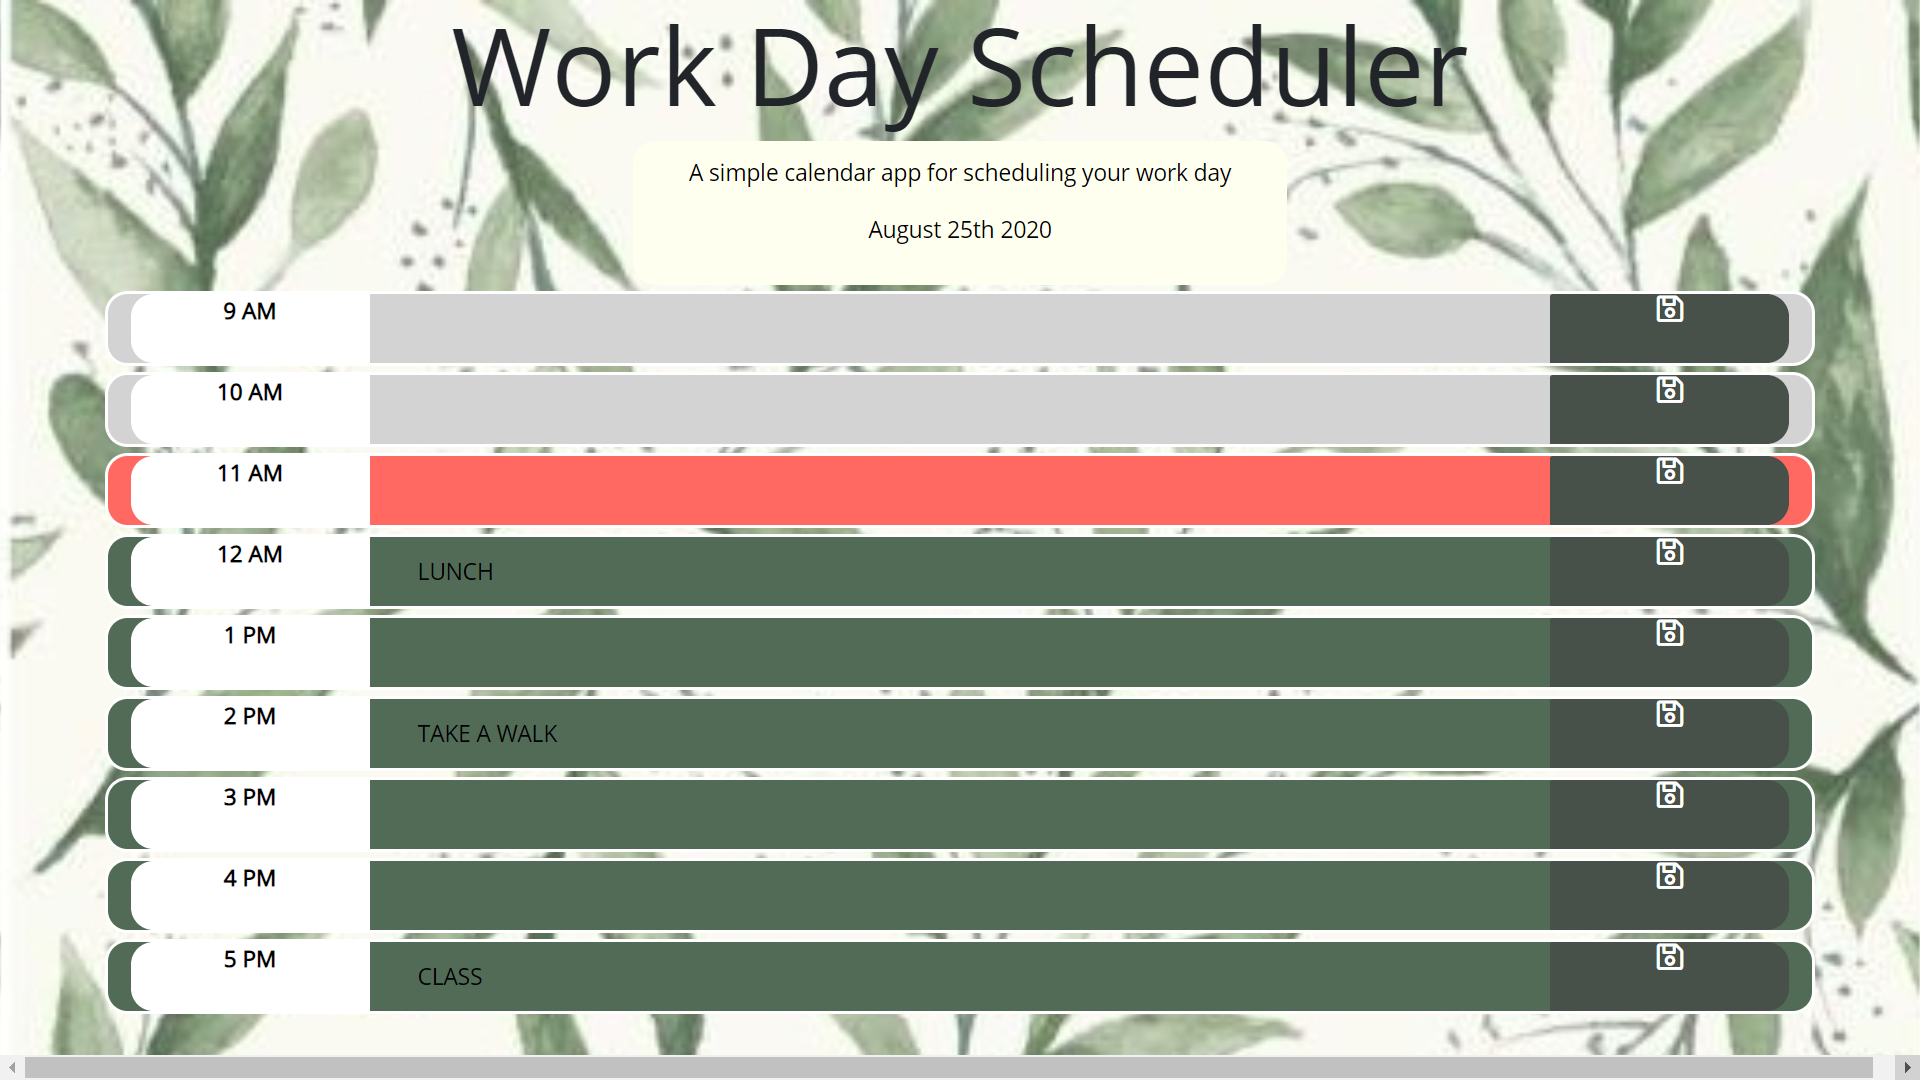 Work Day Scheduler
A simple calendar app for scheduling your work day
August 25th 2020
9 AM
10 AM
11 AM
12 AM
LUNCH
1 PM
2 PM
TAKE A WALK
3 PM
4 PM
5 PM
CLASS